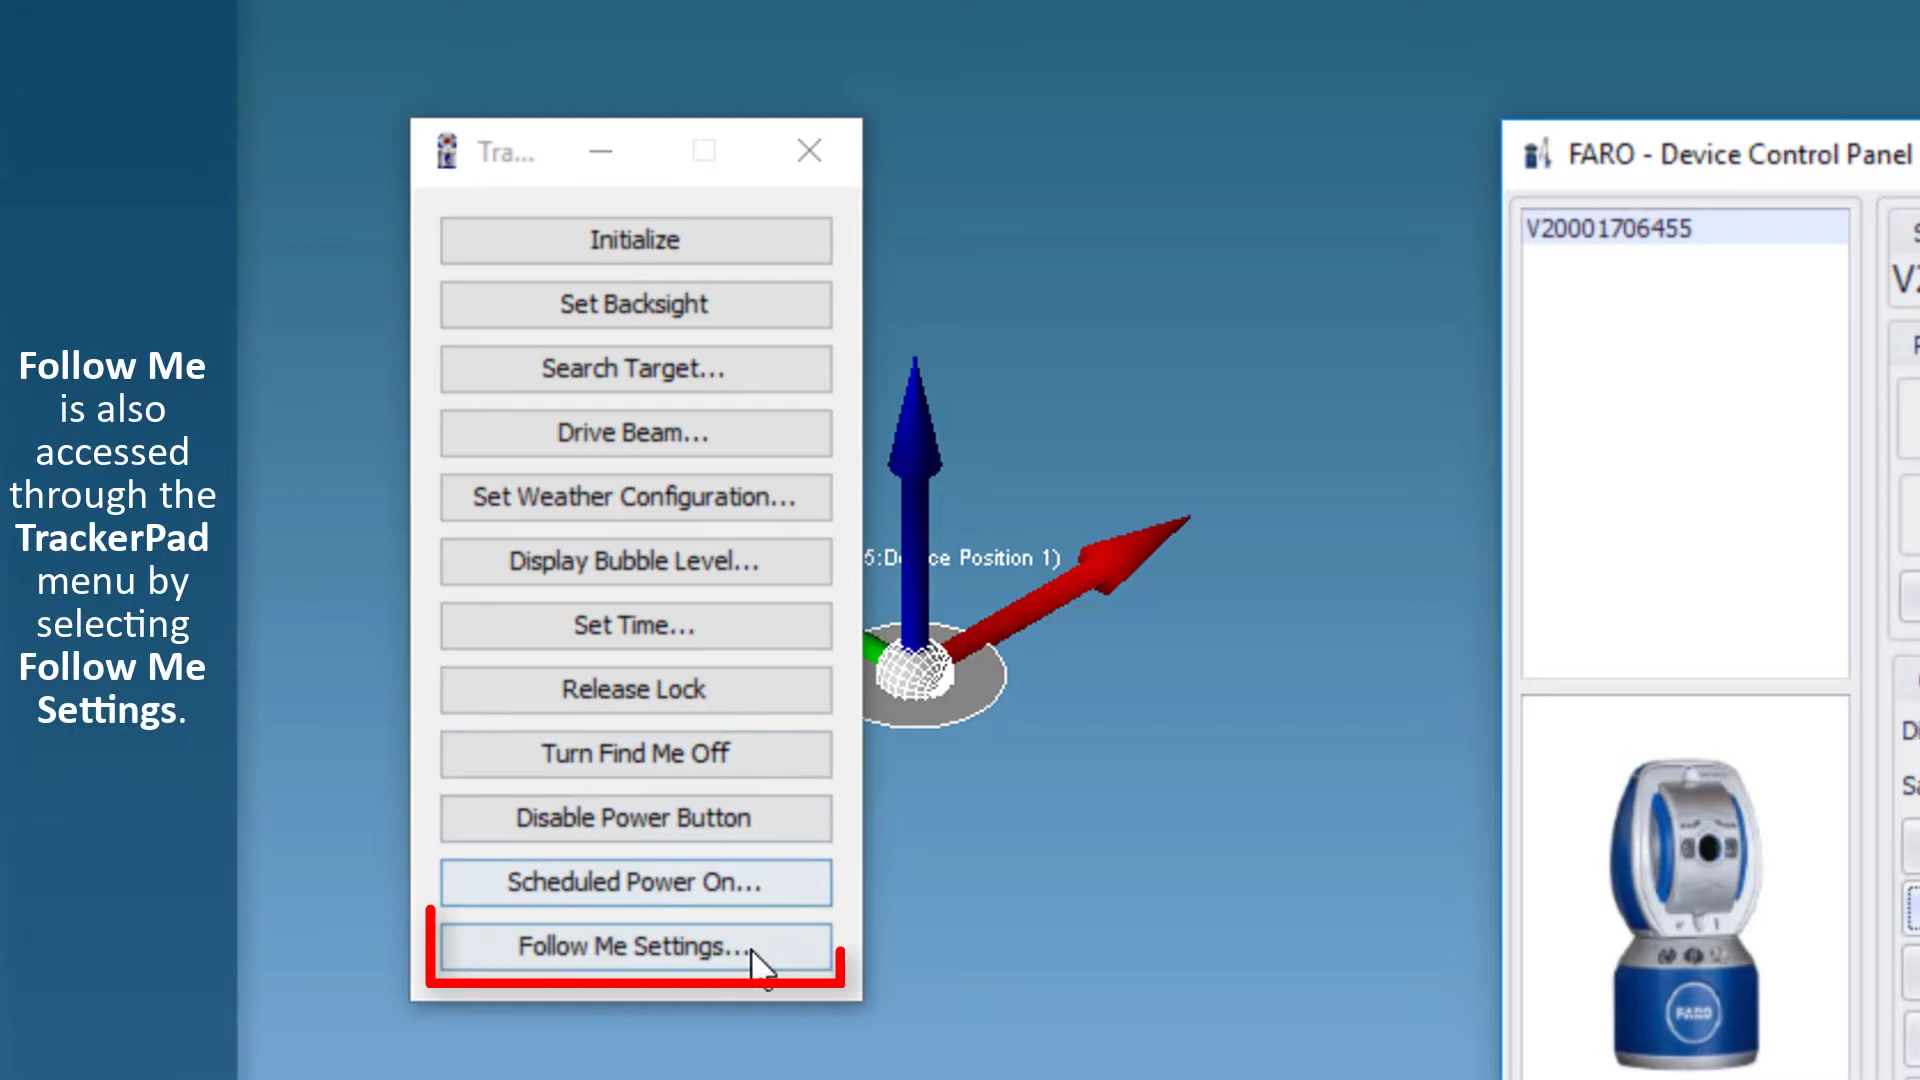 Follow Me
is also
accessed
through the
TrackerPad
menu by
selecting
Follow Me
Settings.
Tra...
Initialize
Set Backsight
Search Target...
Drive Beam...
Set Weather Configuration...
Display Bubble Level...
Set Time...
Release Lock
Turn Find Me Off
Disable Power Button
Scheduled Power On...
Follow Me Settings...
Position 1)
FARO - Device Control Panel
V20001706455
FARO